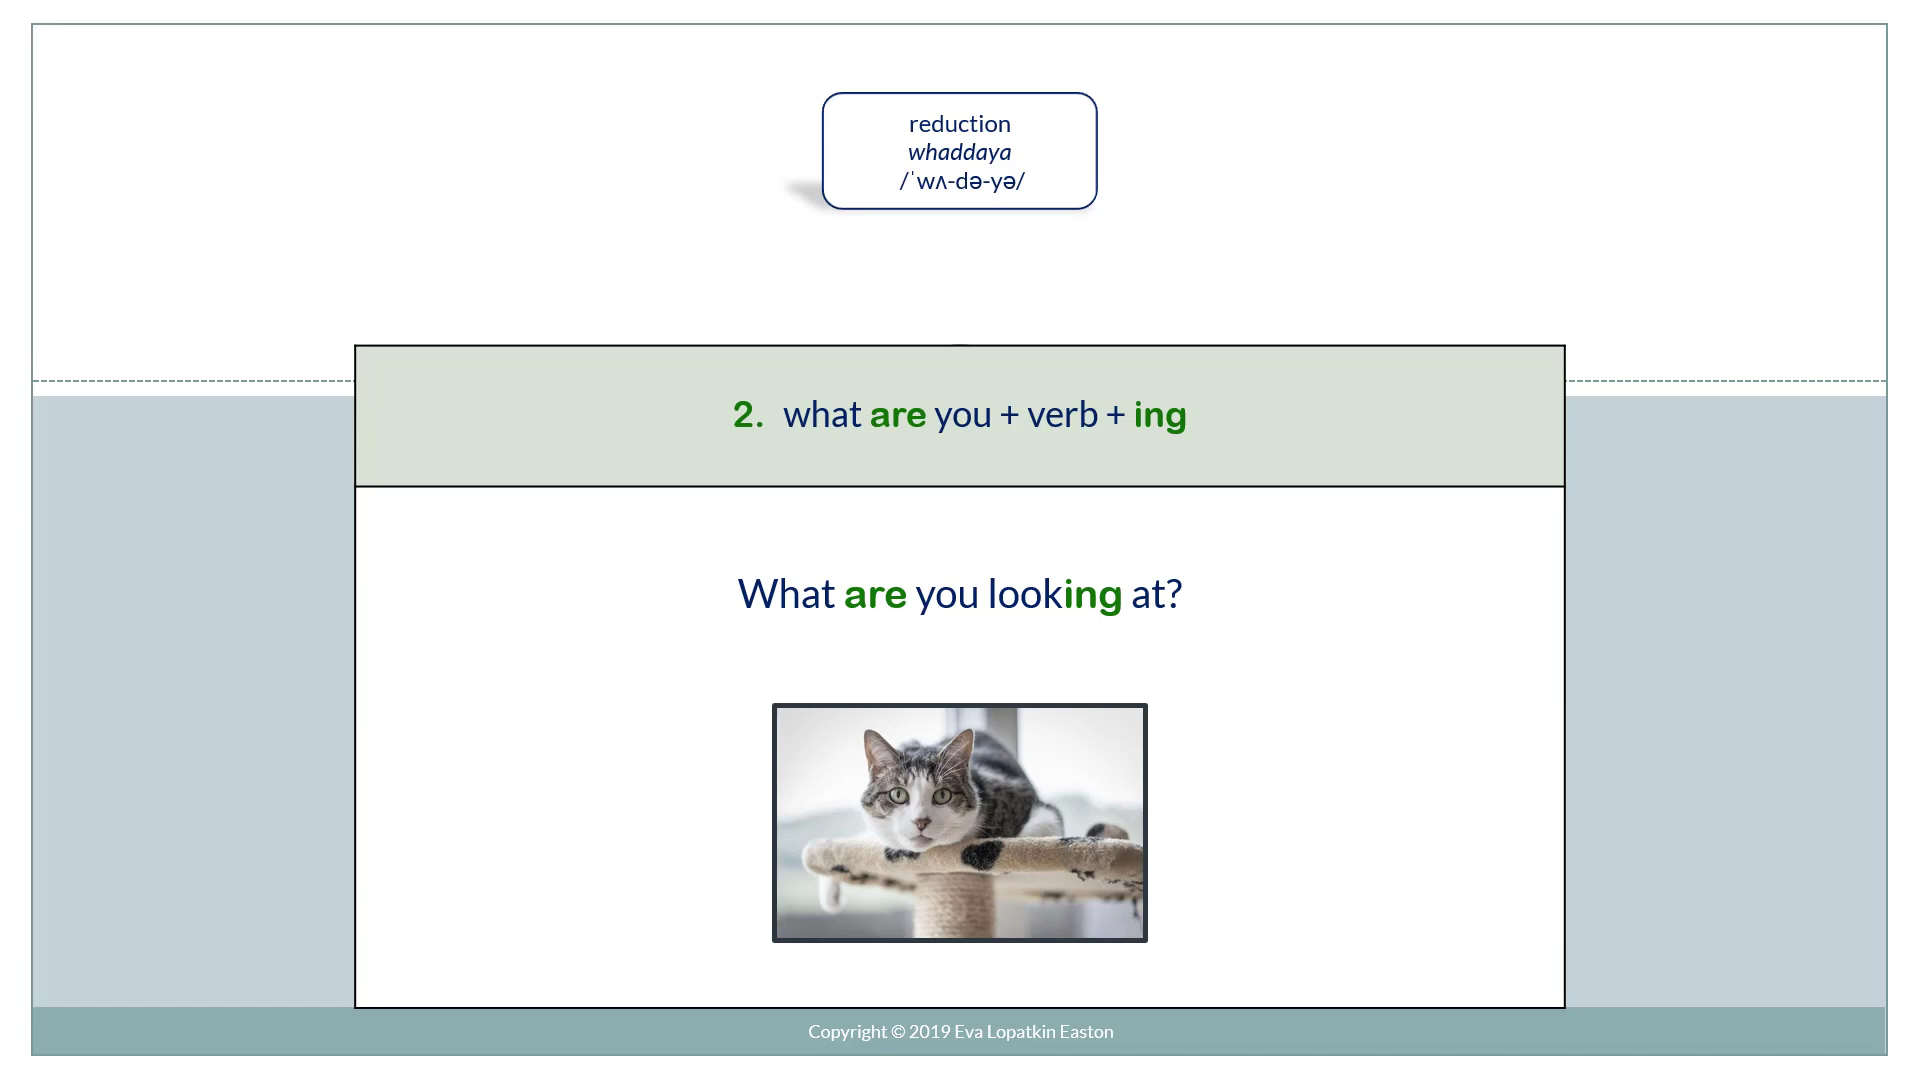 reduction
whaddaya
/ˈwʌ-də-yə/
2. what are you + verb + ing
What are you looking at?
Copyright © 2019 Eva Lopatkin Easton